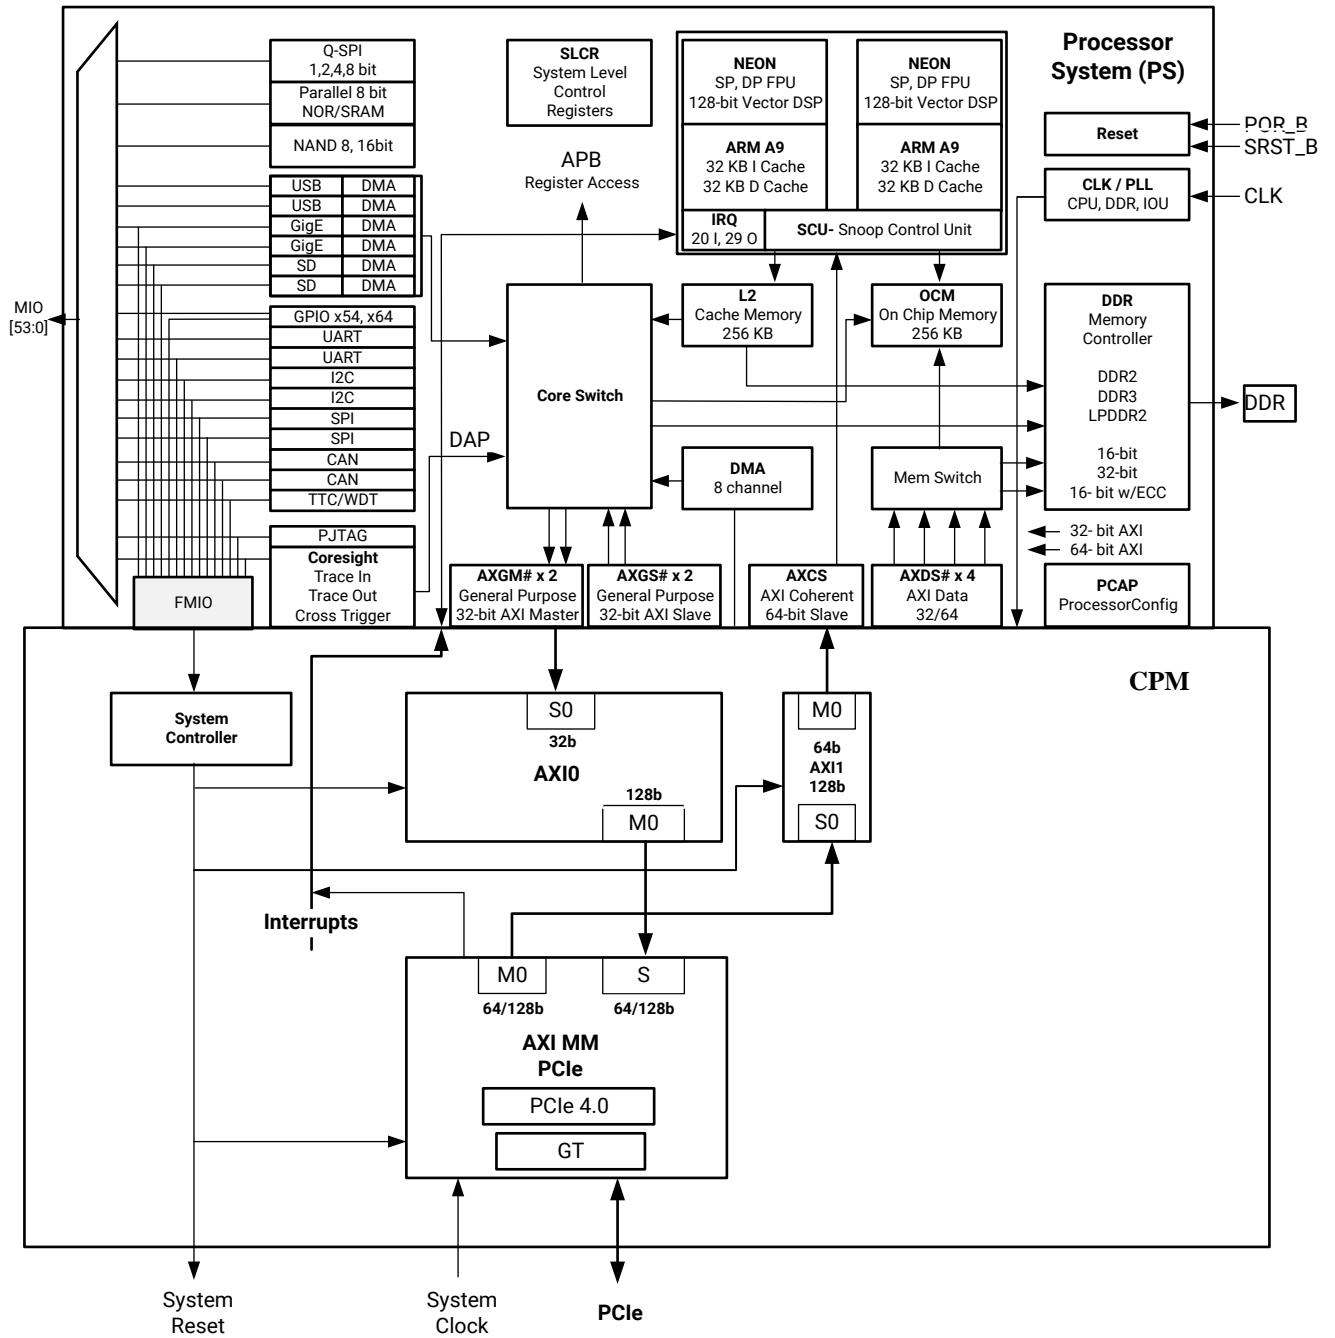 Processor
System (PS)
Q-SPI
1,2,4,8 bit
Parallel 8 bit
NOR/SRAM
NAND 8, 16bit
SLCR
System Level
Control
Registers
NEON
SP, DP FPU
128-bit Vector DSP
NEON
SP, DP FPU
128-bit Vector DSP
ARM A9
32 KB I Cache
32 KB D Cache
ARM A9
32 KB I Cache
32 KB D Cache
IRQ
20 I, 29 O
SCU- Snoop Control Unit
Reset
POR_B
SRST_B
CLK / PLL
CPU, DDR, IOU
CLK
APB
Register Access
USB DMA
USB DMA
GigE DMA
GigE DMA
SD DMA
SD DMA
MIO
[53:0]
GPIO x54, x64
UART
UART
I2C
I2C
SPI
SPI
CAN
CAN
TTC/WDT
PJTAG
Coresight
Trace In
Trace Out
Cross Trigger
FMIO
DAP
Core Switch
L2
Cache Memory
256 KB
OCM
On Chip Memory
256 KB
DDR
Memory
Controller
DDR2
DDR3
LPDDR2
16-bit
32-bit
16- bit w/ECC
DDR
DMA
8 channel
Mem Switch
32- bit AXI
64- bit AXI
AXGM# x 2
General Purpose
32-bit AXI Master
AXGS# x 2
General Purpose
32-bit AXI Slave
AXCS
AXI Coherent
64-bit Slave
AXDS# x 4
AXI Data
32/64
PCAP
ProcessorConfig
CPM
System
Controller
S0
32b
AXI0
128b
M0
M0
64b
AXI1
128b
S0
Interrupts
M0
64/128b
S
64/128b
AXI MM
PCIe
PCIe 4.0
GT
System
Reset
System
Clock
PCIe